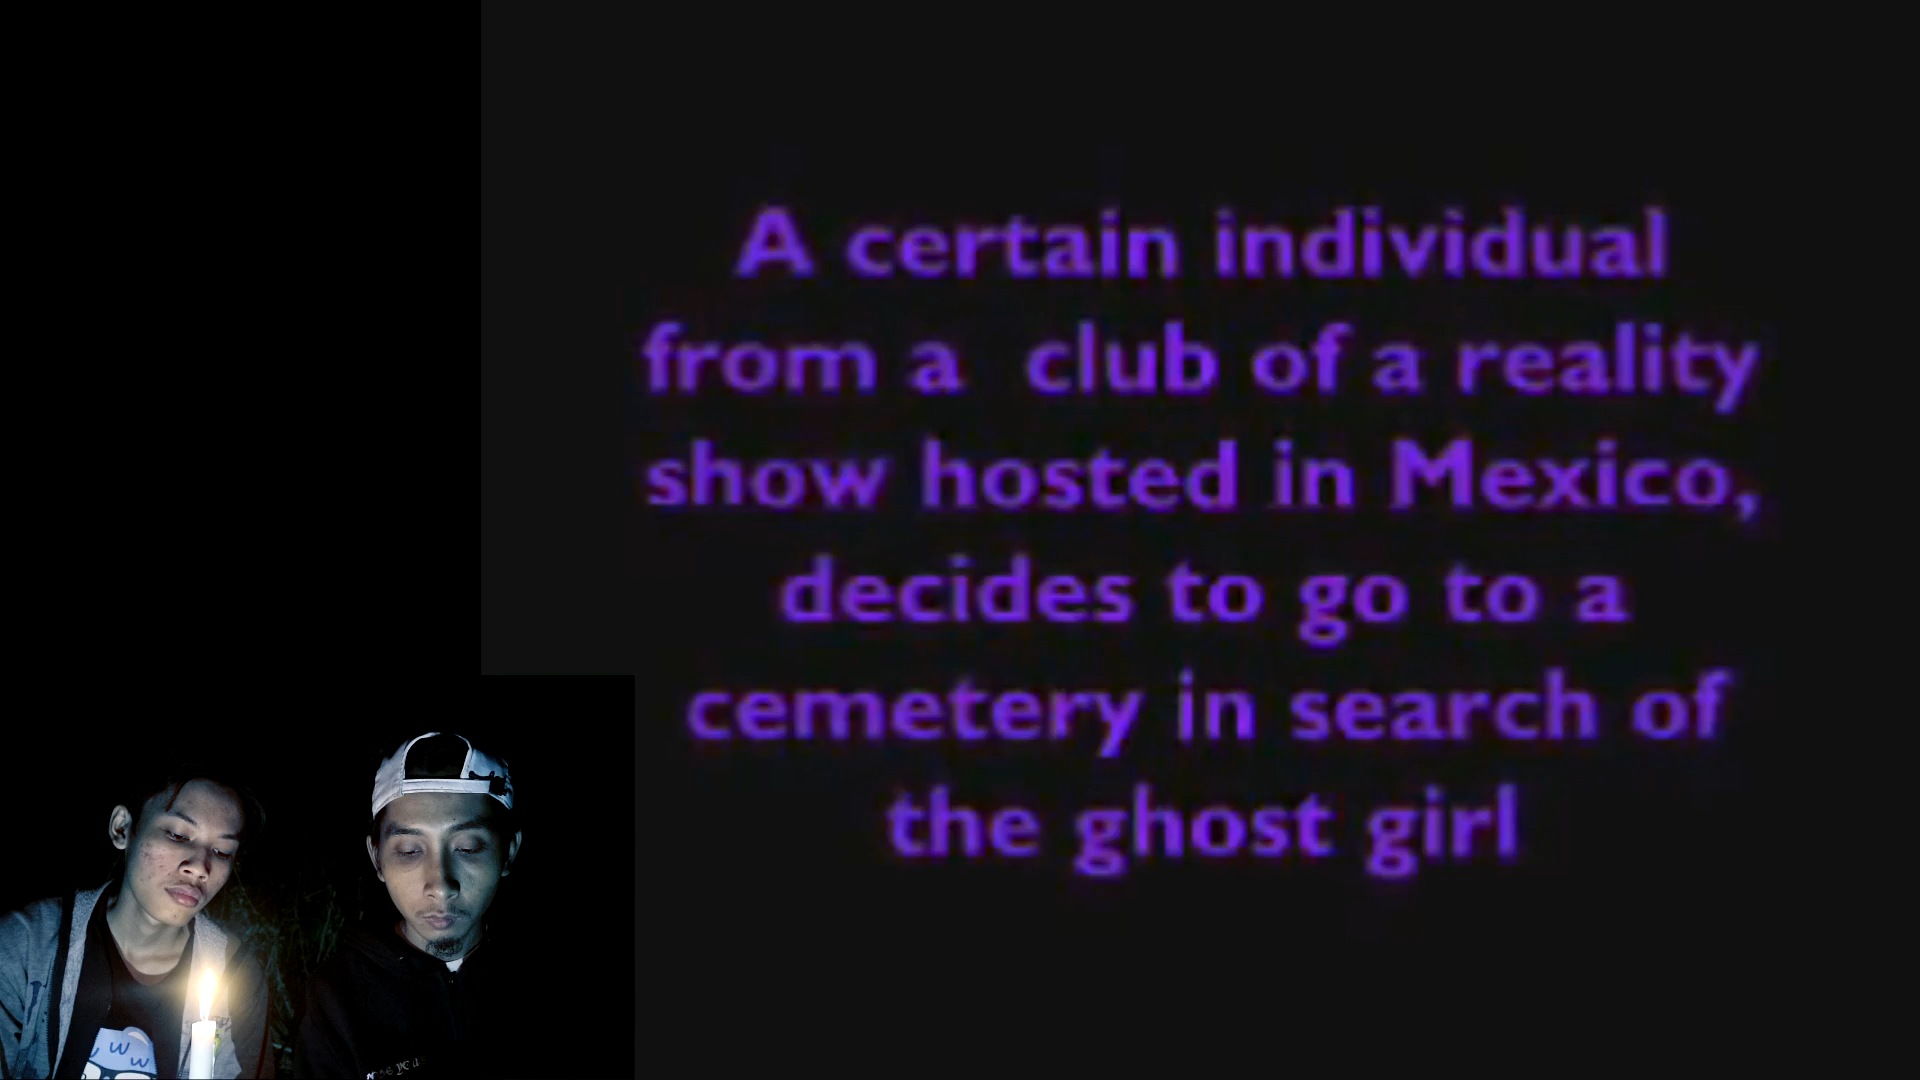 A certain individual
from a club of a reality
show hosted in Mexico,
decides to go to a
cemetery in search of
the ghost girl
w
w